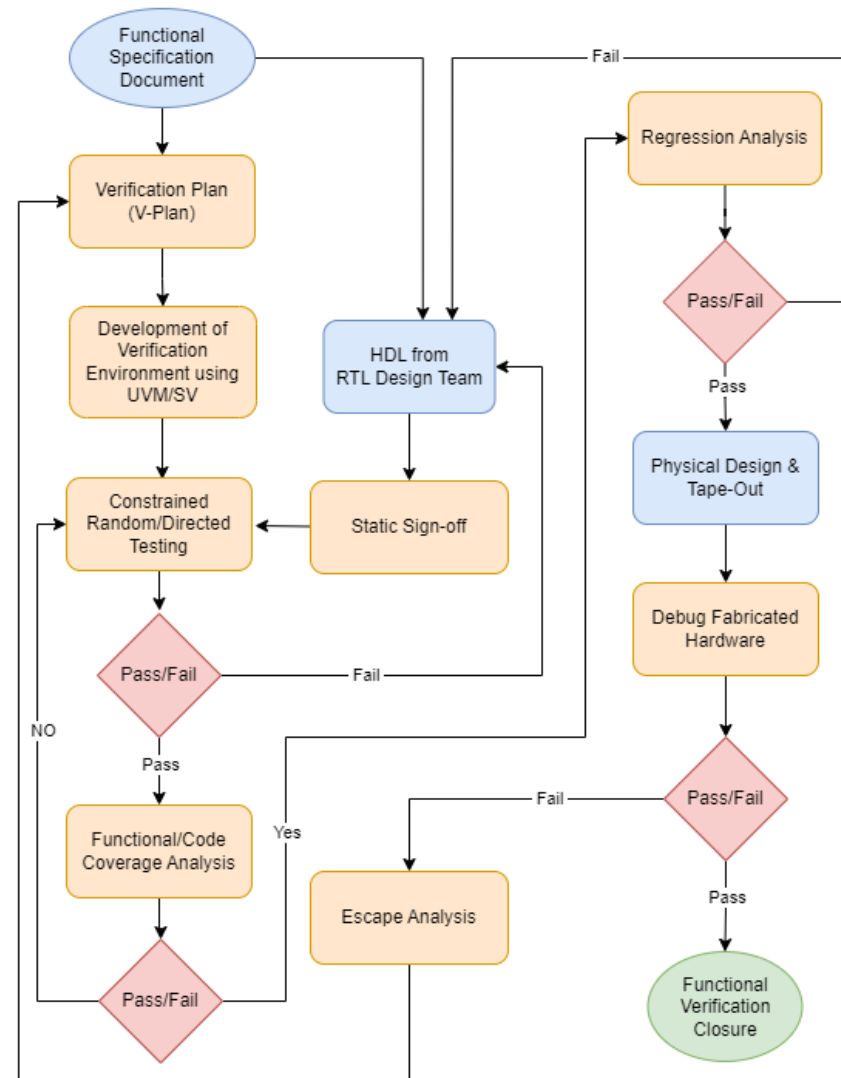 Functional
Specification
Document
Fail
Regression Analysis
Verification Plan
(V-Plan)
Pass/Fail
Development of
Verification
Environment using
UVM/SV
HDL from
RTL Design Team
Pass
Physical Design &
Tape-Out
Constrained
Random/Directed
Testing
Static Sign-off
Debug Fabricated
Hardware
Pass/Fail
Fail
NO
Pass
Pass/Fail
Fail
Yes
Functional/Code
Coverage Analysis
Escape Analysis
Pass
Pass/Fail
Functional
Verification
Closure